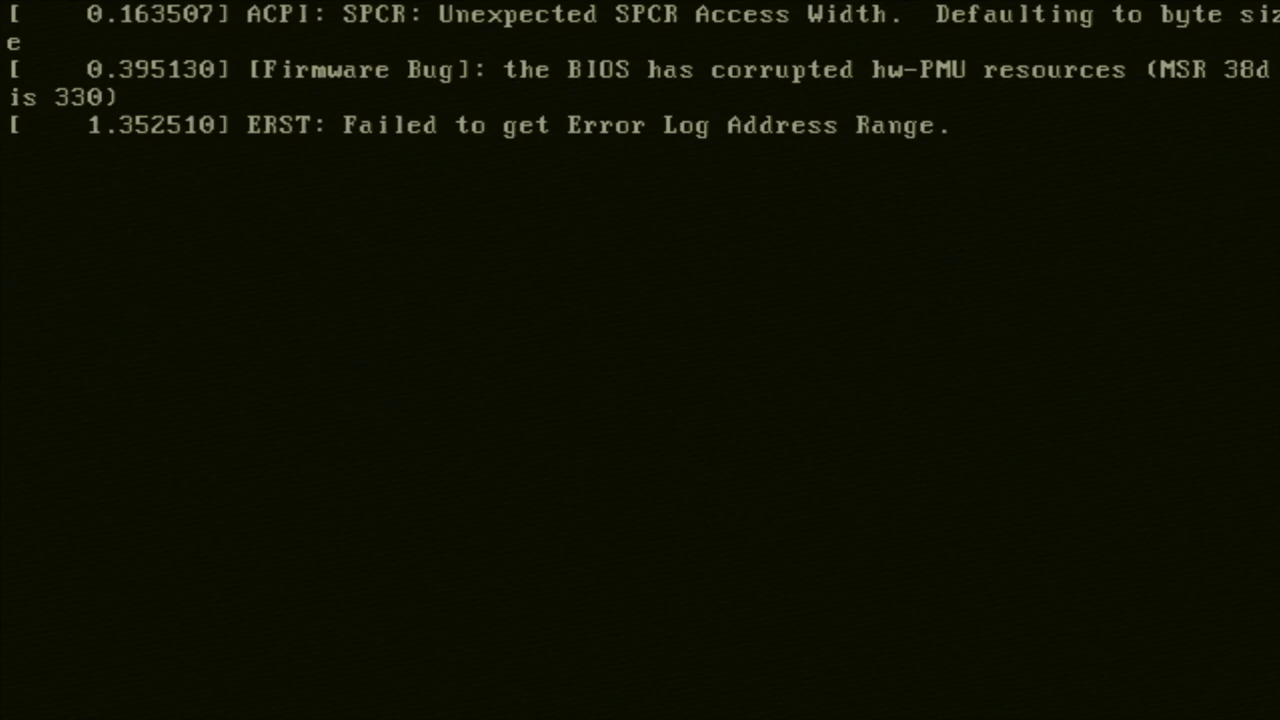 [    0.163507] ACPI: SPCR: Unexpected SPCR Access Width.  Defaulting to byte siz
e
[    0.395130] [Firmware Bug]: the BIOS has corrupted hw-PMU resources (MSR 38d
is 330)
[    1.352510] ERST: Failed to get Error Log Address Range.